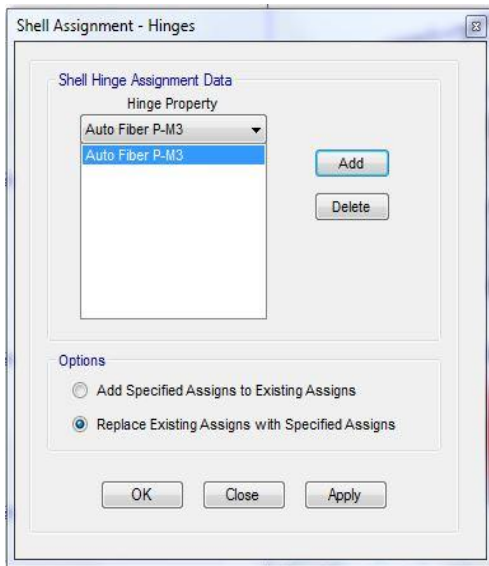 Shell Assignment - Hinges
Shell Hinge Assignment Data
Hinge Property
Auto Fiber P-M3
Auto Fiber P-M3
Add
Delete
Options
Add Specified Assigns to Existing Assigns
Replace Existing Assigns with Specified Assigns
OK Close Apply